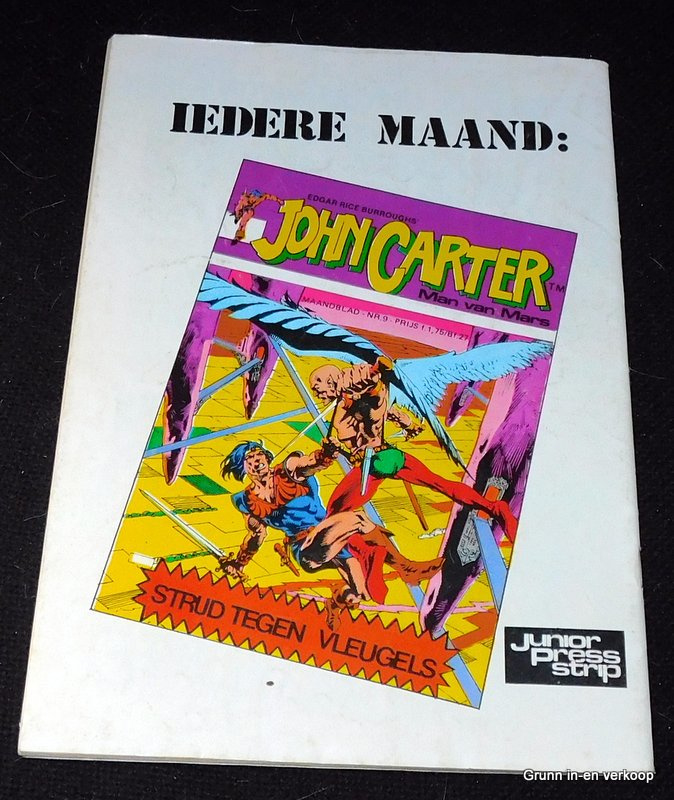 IEDERE MAAND:
EDGAR RICE BURROUGHS'
JOHN CARTER TM
Man van Mars
MAANDBLAD - NR. 9 - PRIJS f 1,75/Bf 27
STRIJD TEGEN VLEUGELS
junior
press
strip
Grunn in-en verkoop